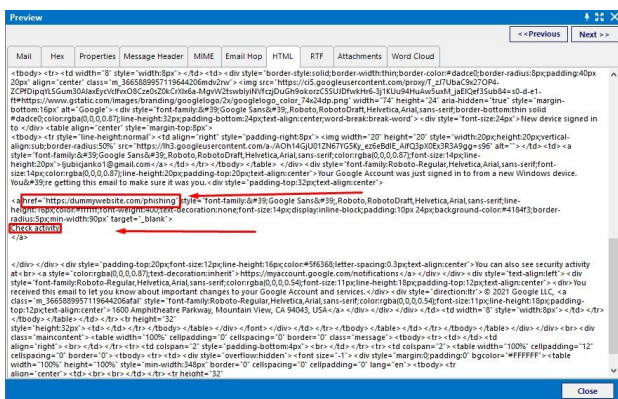 Preview
<<Previous Next >>
Mail Hex Properties Message Header MIME Email Hop HTML RTF Attachments Word Cloud
<tbody> <tr> <td width="8" style="width:8px"> </td> <td> <div style="border-style:solid;border-width:thin;border-color:#dadce0;border-radius:8px;padding:40px
20px" align="center" class="m_3665889957119644206mdv2rw"> <img src="https://ci5.googleusercontent.com/proxy/T_
ft#https://www.gstatic.com/images/branding/googlelogo/2x/googlelogo_color_74x24dp.png" width="74" height="24" aria-hidden="true" style="margin-
bottom:16px" alt="Google"> <div style="font-family:&#39;Google Sans&#39;,Roboto,RobotoDraft,Helvetica,Arial,sans-serif;border-bottom:thin solid
#dadce0;color:rgba(0,0,0,0.87);line-height:32px;padding-bottom:24px;text-align:center;word-break:break-word"> <div style="font-size:24px">New device signed in
to </div> <table align="center" style="margin-top:8px">
<tbody> <tr style="line-height:normal"> <td align="right" style="padding-right:8px"> <img width="20" height="20" style="width:20px;height:20px;vertical-
align:sub;border-radius:50%" src="https://lh3.googleusercontent.com/a-/ alt=""> </td> <td> <a
style="font-family:&#39;Google Sans&#39;,Roboto,RobotoDraft,Helvetica,Arial,sans-serif;color:rgba(0,0,0,0.87);font-size:14px;line-
height:20px">ljubikjanko1@gmail.com</a> </td> </tr> </tbody> </table> </div> <div style="font-family:Roboto-Regular,Helvetica,Arial,sans-serif;font-
size:14px;color:rgba(0,0,0,0.87);line-height:20px;padding-top:20px;text-align:center">Your Google Account was just signed in to from a new Windows device.
You&#39;re getting this email to make sure it was you.<div style="padding-top:32px;text-align:center">
<a href="https://dummywebsite.com/phishing" style="font-family:&#39;Google Sans&#39;,Roboto,RobotoDraft,Helvetica,Arial,sans-serif;line-
height:16px;color:#ffffff;font-weight:400;text-decoration:none;font-size:14px;display:inline-block;padding:10px 24px;background-color:#4184f3;border-
radius:5px;min-width:90px" target="_blank">
Check activity
</a>
</div> </div> <div style="padding-top:20px;font-size:12px;line-height:16px;color:#5f6368;letter-spacing:0.3px;text-align:center">You can also see security activity
at<br> <a style="color:rgba(0,0,0,0.87);text-decoration:inherit">https://myaccount.google.com/notifications</a> </div> </div> <div style="text-align:left"> <div
style="font-family:Roboto-Regular,Helvetica,Arial,sans-serif;color:rgba(0,0,0,0.54);font-size:11px;line-height:18px;padding-top:12px;text-align:center"> <div>You
received this email to let you know about important changes to your Google Account and services.</div> <div style="direction:ltr"> © 2021 Google LLC, <a
class="m_3665889957119644206afal" style="font-family:Roboto-Regular,Helvetica,Arial,sans-serif;color:rgba(0,0,0,0.54);font-size:11px;line-height:18px;padding-
top:12px;text-align:center">1600 Amphitheatre Parkway, Mountain View, CA 94043, USA</a> </div> </div> </td> <td width="8" style="width:8px"> </td> </tr>
</tbody> </table> </td> </tr> <tr height="32"
style="height:32px"> <td> </td> </tr> </tbody> </table> </div> </font> </div> </td> </tr> </tbody> </table> </td> </tr> </tbody> </table> </div> </div> <br> <div
class="maincontent"> <table width="100%" cellpadding="0" cellspacing="0" border="0" class="message"> <tbody> <tr> <td> </td> <td
align="right"> <br> </td> </tr> <tr> <td colspan="2" style="padding-bottom:4px"> <br> </td> </tr> <tr> <td colspan="2"> <table width="100%" cellpadding="12"
cellspacing="0" border="0"> <tbody> <tr> <td> <div style="overflow:hidden"> <font size="-1"> <div style="margin:0;padding:0" bgcolor="#FFFFFF"> <table
width="100%" height="100%" style="min-width:348px" border="0" cellspacing="0" cellpadding="0" lang="en"> <tbody> <tr
align="center"> <td> <br> <br> </td> </tr> <tr height="32"
Close